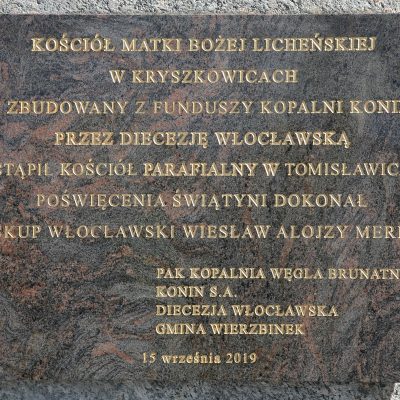 KOŚCIÓŁ MATKI BOŻEJ LICHEŃSKIEJ
W KRYSZKOWICACH
ZBUDOWANY Z FUNDUSZY KOPALNI KONI
PRZEZ DIECEZJĘ WŁOCŁAWSKĄ
STĄPIŁ KOŚCIÓŁ PARAFIALNY W TOMISŁAWIC
POŚWIĘCENIA ŚWIĄTYNI DOKONAŁ
SKUP WŁOCŁAWSKI WIESŁAW ALOJZY MER
PAK KOPALNIA WĘGLA BRUNATN
KONIN S.A.
DIECEZJA WŁOCŁAWSKA
GMINA WIERZBINEK
15 września 2019